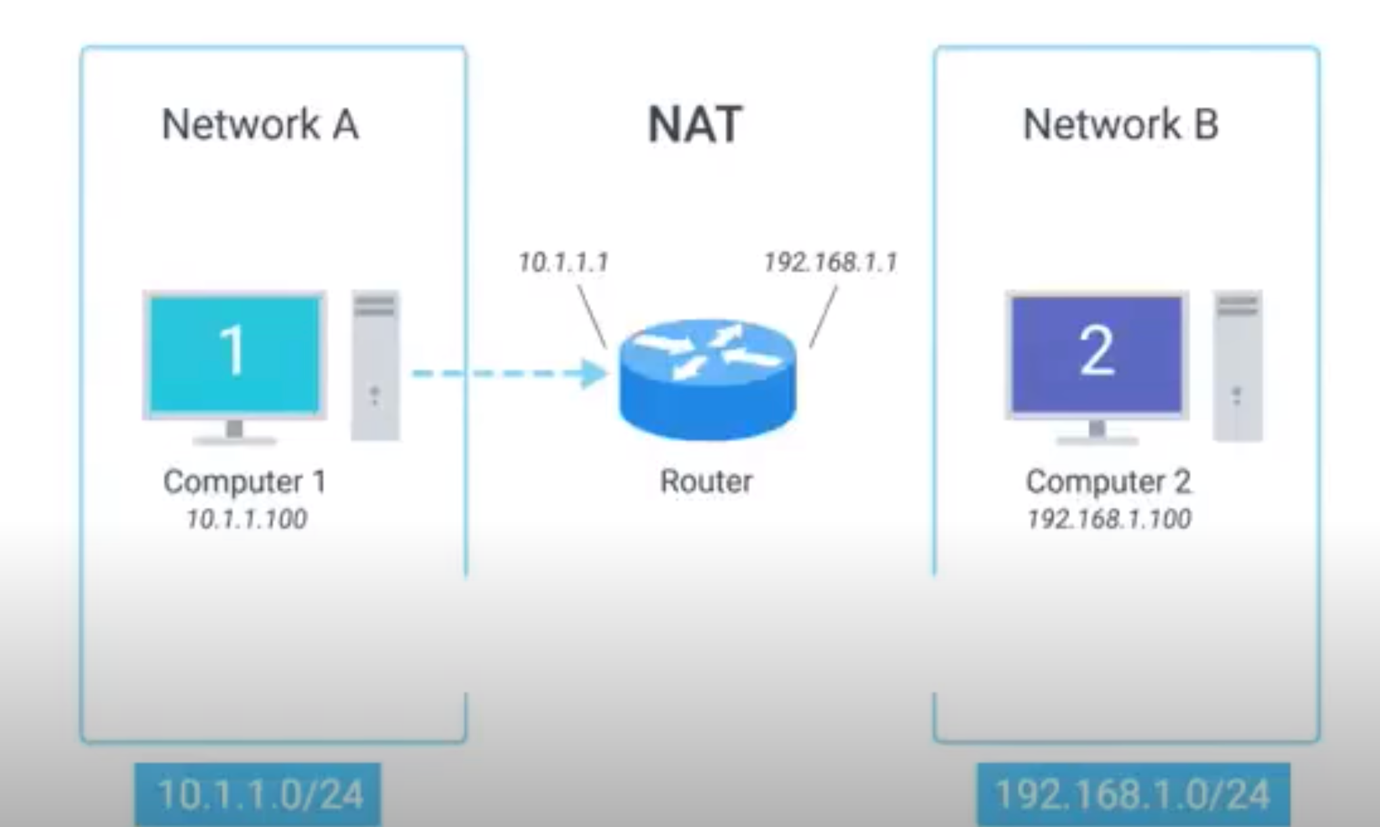 Network A
NAT
Network B
10.1.1.1
192.168.1.1
1
2
Computer 1
10.1.1.100
Router
Computer 2
192.168.1.100
10.1.1.0/24
192.168.1.0/24